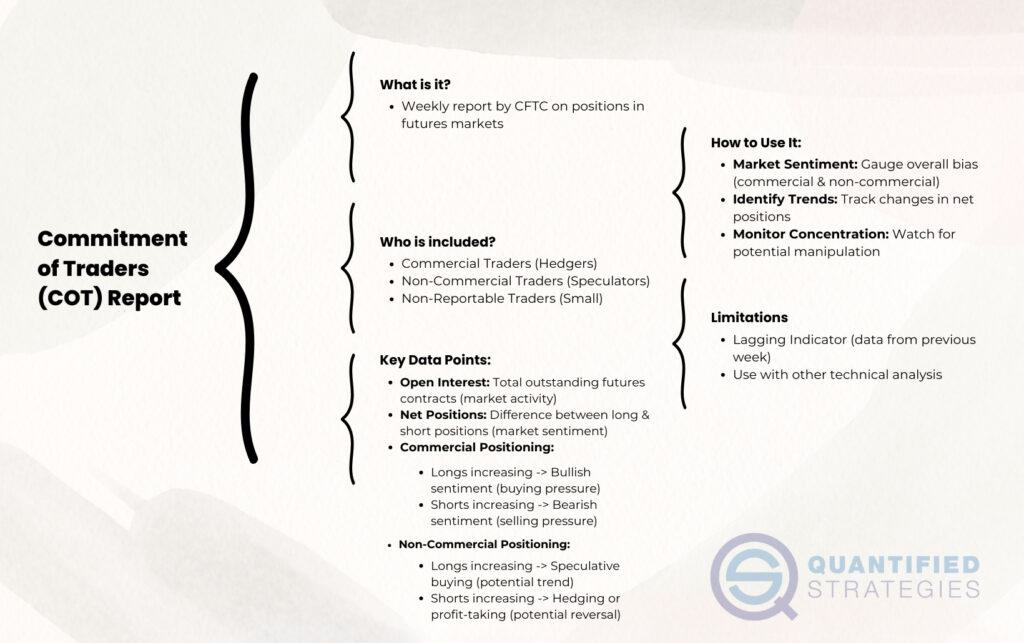 Commitment
of Traders
(COT) Report
What is it?
• Weekly report by CFTC on positions in
futures markets
Who is included?
• Commercial Traders (Hedgers)
• Non-Commercial Traders (Speculators)
• Non-Reportable Traders (Small)
Key Data Points:
• Open Interest: Total outstanding futures
contracts (market activity)
• Net Positions: Difference between long &
short positions (market sentiment)
• Commercial Positioning:
• Longs increasing -> Bullish
sentiment (buying pressure)
• Shorts increasing -> Bearish
sentiment (selling pressure)
• Non-Commercial Positioning:
• Longs increasing -> Speculative
buying (potential trend)
• Shorts increasing -> Hedging or
profit-taking (potential reversal)
How to Use It:
• Market Sentiment: Gauge overall bias
(commercial & non-commercial)
• Identify Trends: Track changes in net
positions
• Monitor Concentration: Watch for
potential manipulation
Limitations
• Lagging Indicator (data from previous
week)
• Use with other technical analysis
QUANTIFIED
STRATEGIES